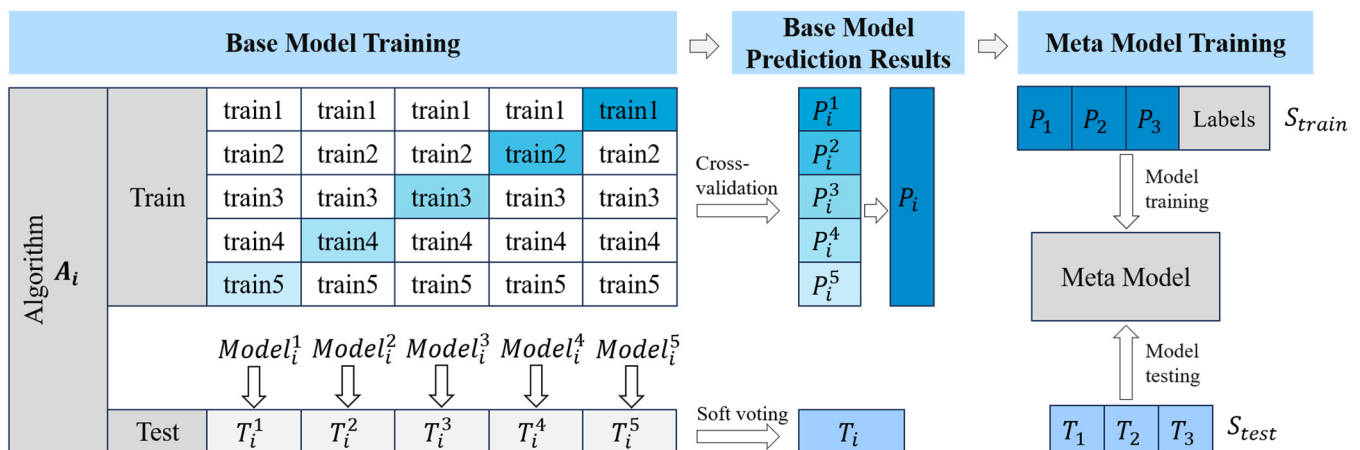 Base Model Training
Base Model
Prediction Results
Meta Model Training
Algorithm A_i
Train
train1 train1 train1 train1 train1
train2 train2 train2 train2 train2
train3 train3 train3 train3 train3
train4 train4 train4 train4 train4
train5 train5 train5 train5 train5
Model_i^1 Model_i^2 Model_i^3 Model_i^4 Model_i^5
Test T_i^1 T_i^2 T_i^3 T_i^4 T_i^5
Cross-
validation
P_i^1
P_i^2
P_i^3
P_i^4
P_i^5
P_i
Soft voting
T_i
P_1 P_2 P_3 Labels S_train
Model
training
Meta Model
Model
testing
T_1 T_2 T_3 S_test